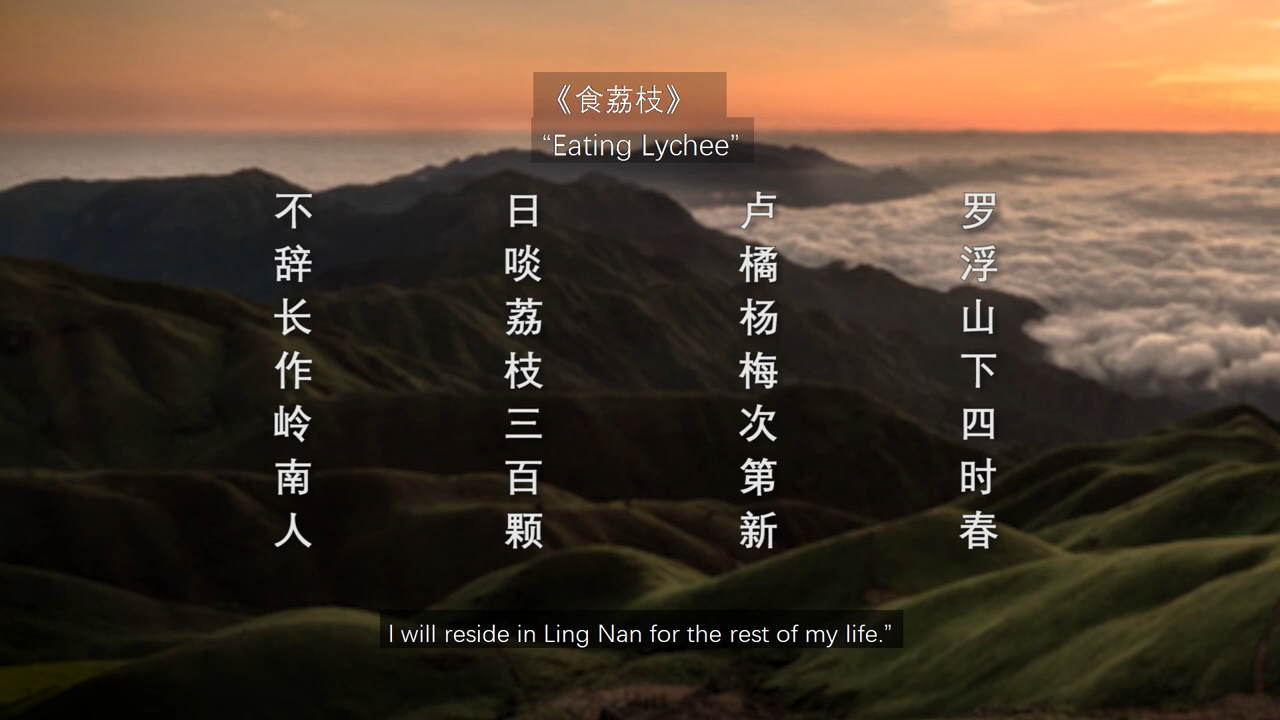 《食荔枝》
“Eating Lychee”
罗浮山下四时春
卢橘杨梅次第新
日啖荔枝三百颗
不辞长作岭南人
I will reside in Ling Nan for the rest of my life.”